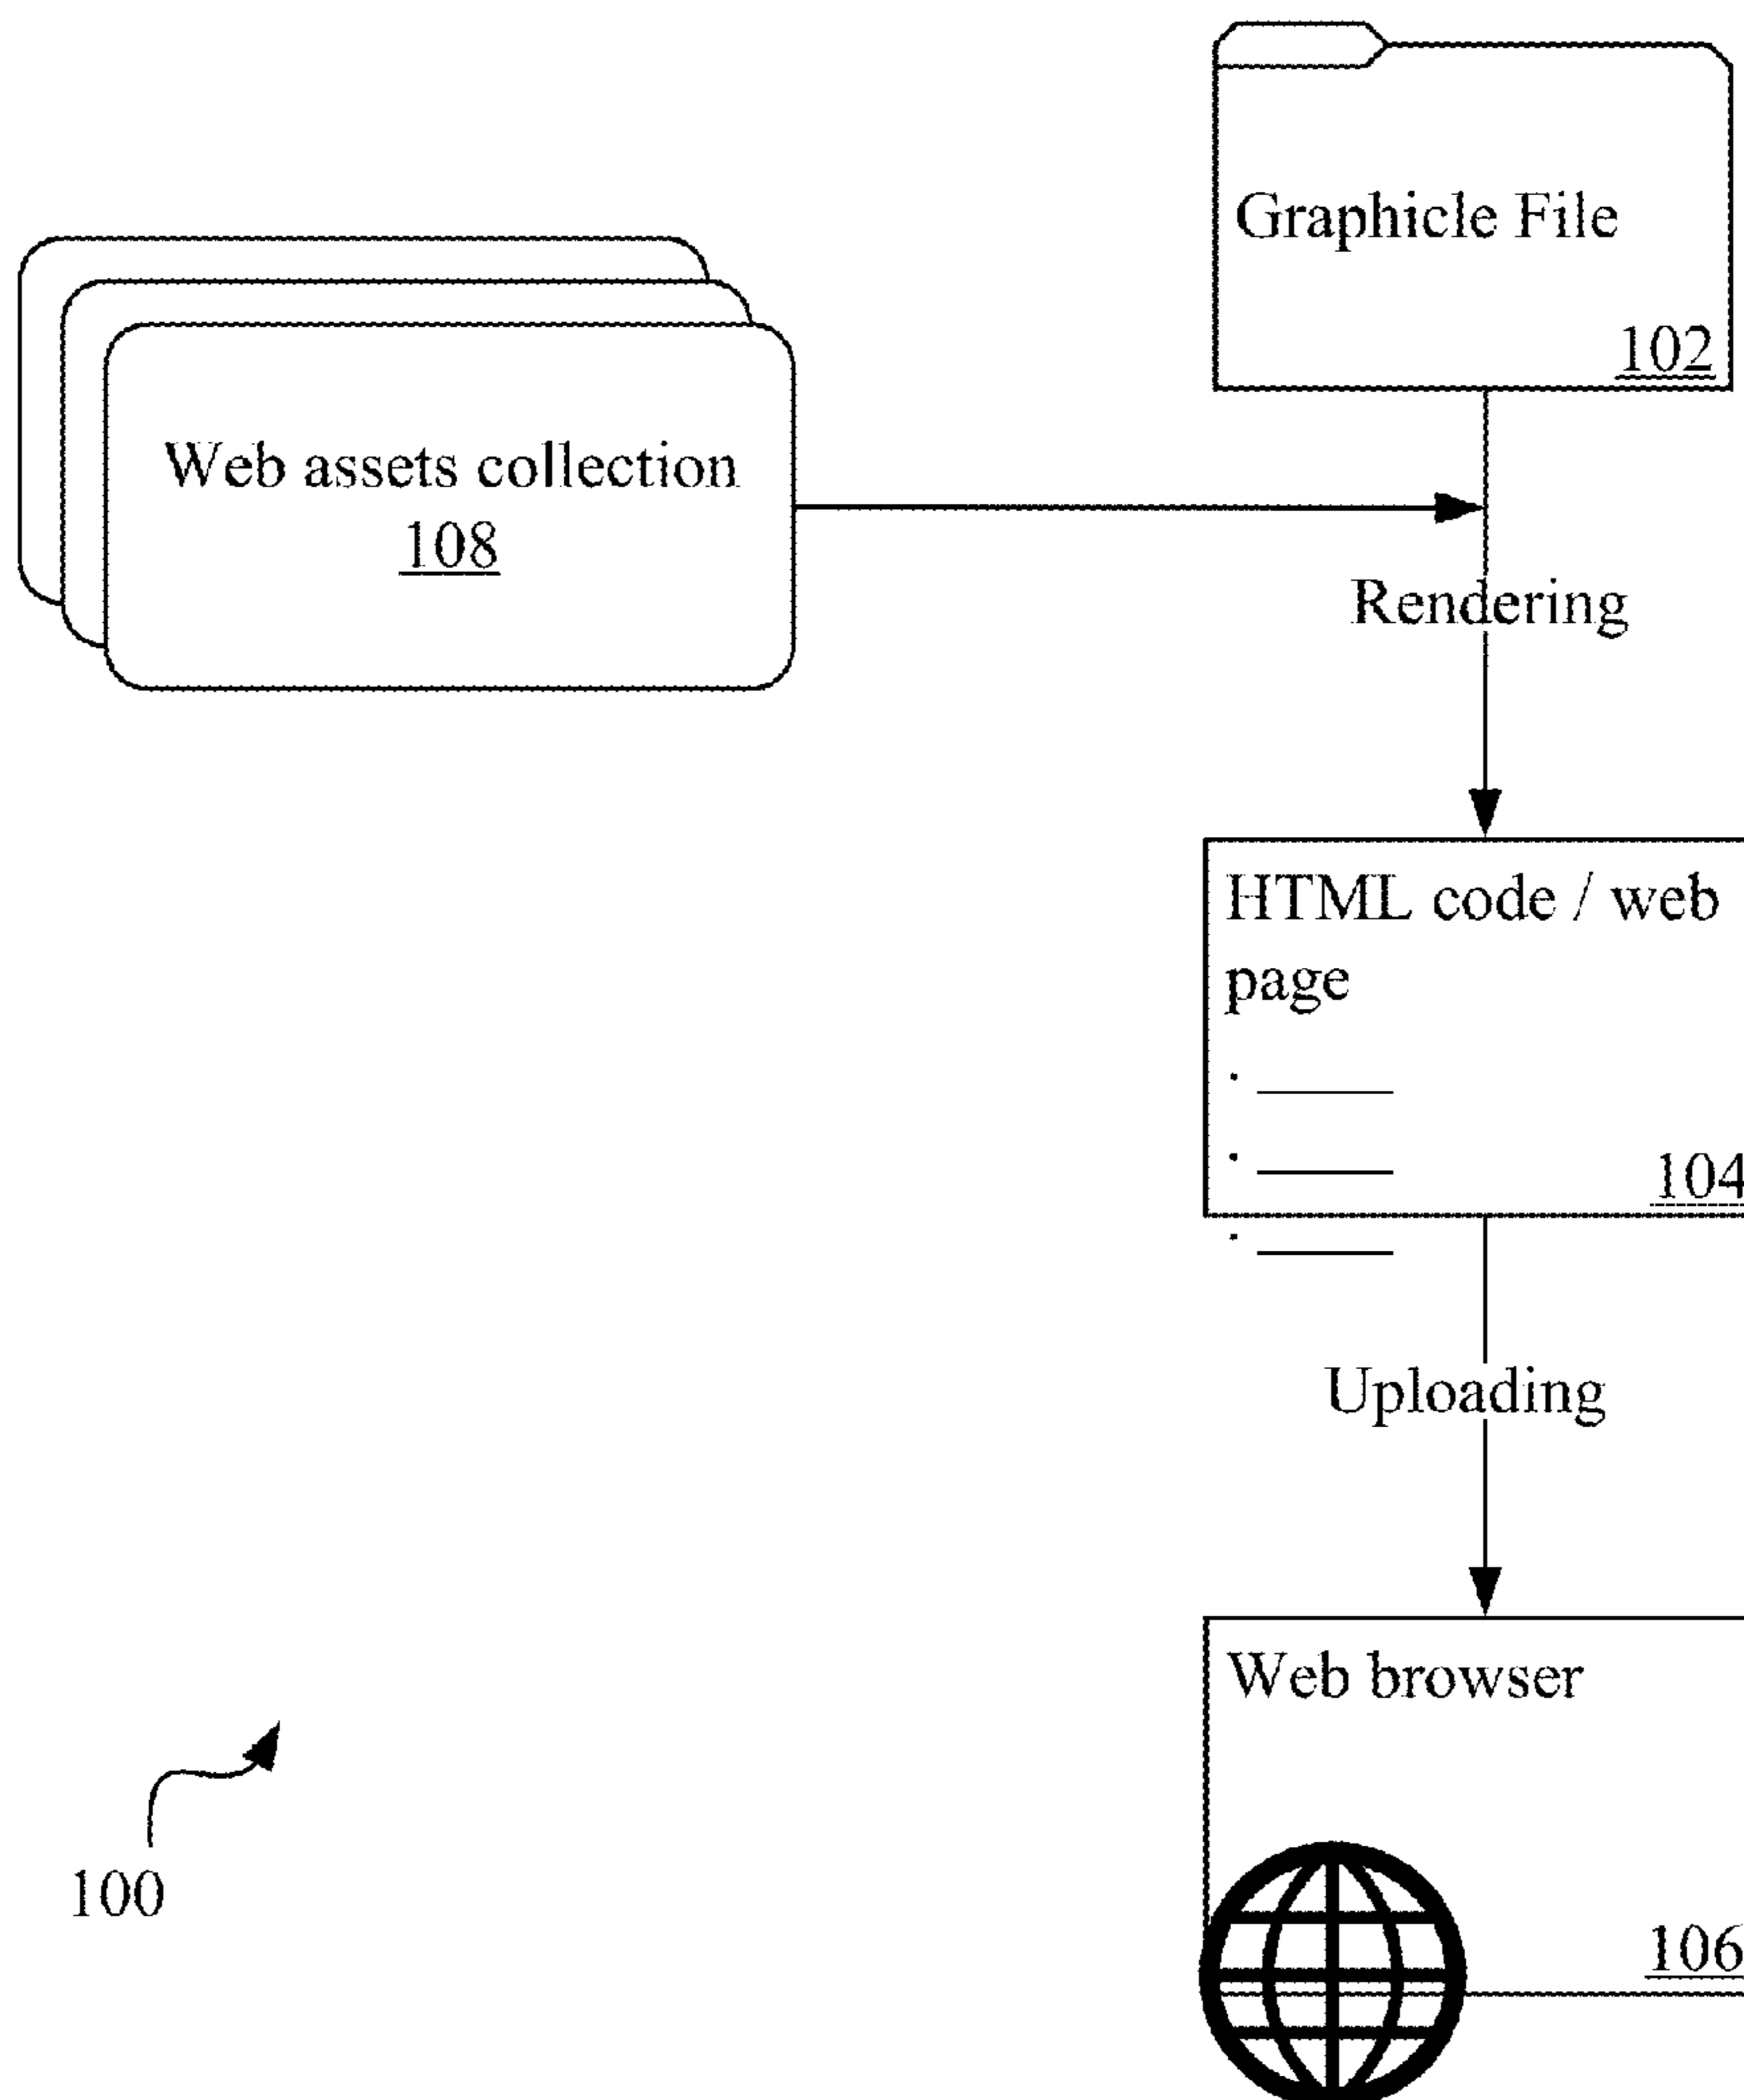 Graphicle File
102
Web assets collection
108
Rendering
HTML code / web
page
104
Uploading
Web browser
106
100